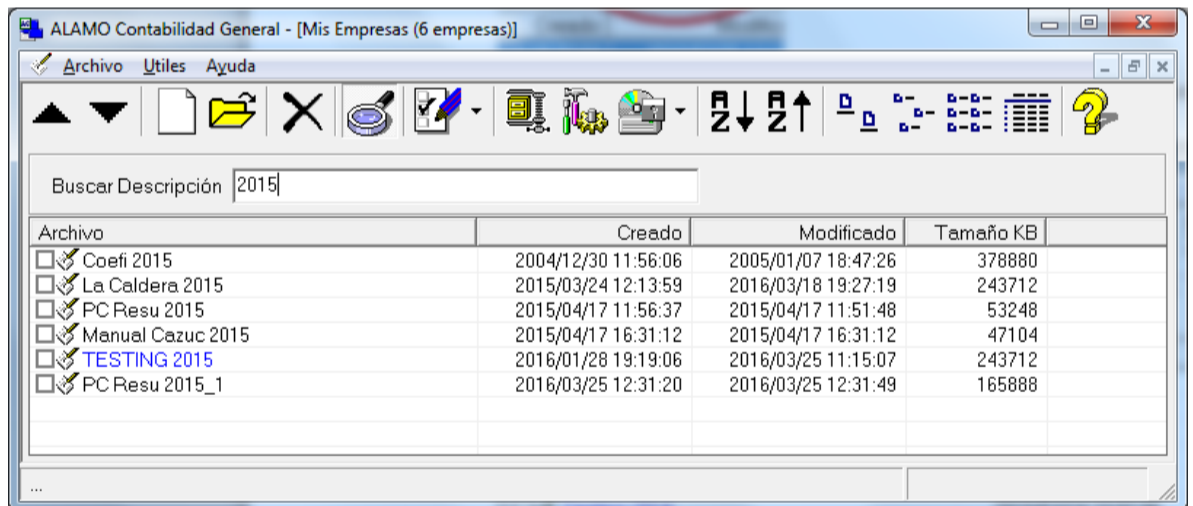 ALAMO Contabilidad General - [Mis Empresas (6 empresas)]
Archivo Utiles Ayuda
Buscar Descripción 2015
Archivo Creado Modificado Tamaño KB
Coefi 2015 2004/12/30 11:56:06 2005/01/07 18:47:26 378880
La Caldera 2015 2015/03/24 12:13:59 2016/03/18 19:27:19 243712
PC Resu 2015 2015/04/17 11:56:37 2015/04/17 11:51:48 53248
Manual Cazuc 2015 2015/04/17 16:31:12 2015/04/17 16:31:12 47104
TESTING 2015 2016/01/28 19:19:06 2016/03/25 11:15:07 243712
PC Resu 2015_1 2016/03/25 12:31:20 2016/03/25 12:31:49 165888
...